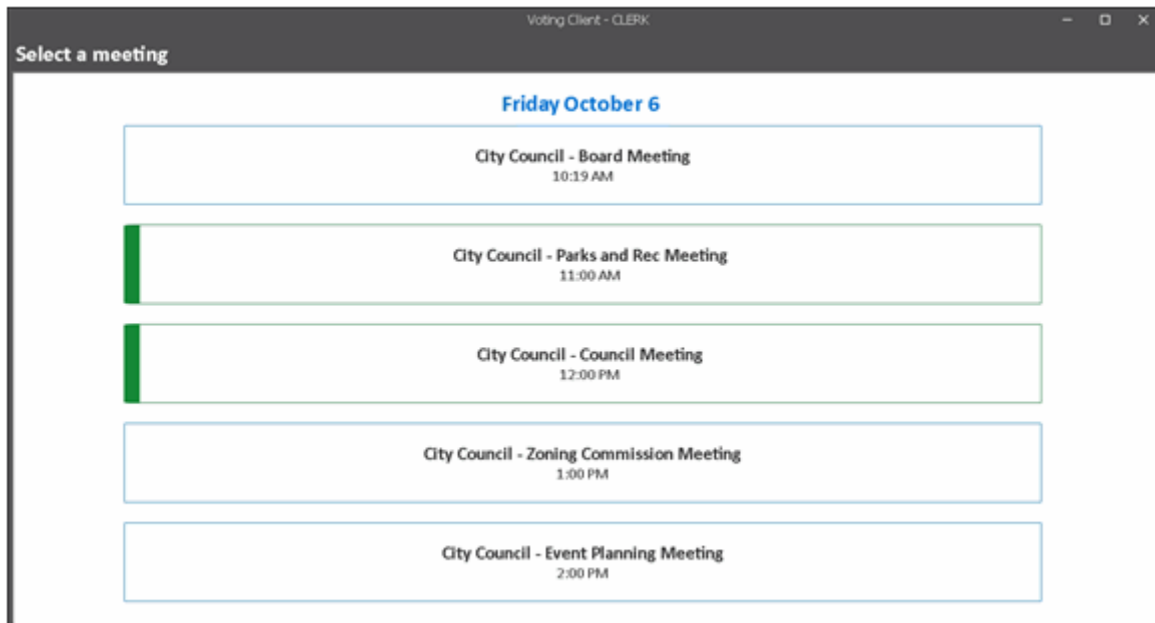 Voting Client - CLERK
Select a meeting
Friday October 6
City Council - Board Meeting
10:19 AM
City Council - Parks and Rec Meeting
11:00 AM
City Council - Council Meeting
12:00 PM
City Council - Zoning Commission Meeting
1:00 PM
City Council - Event Planning Meeting
2:00 PM